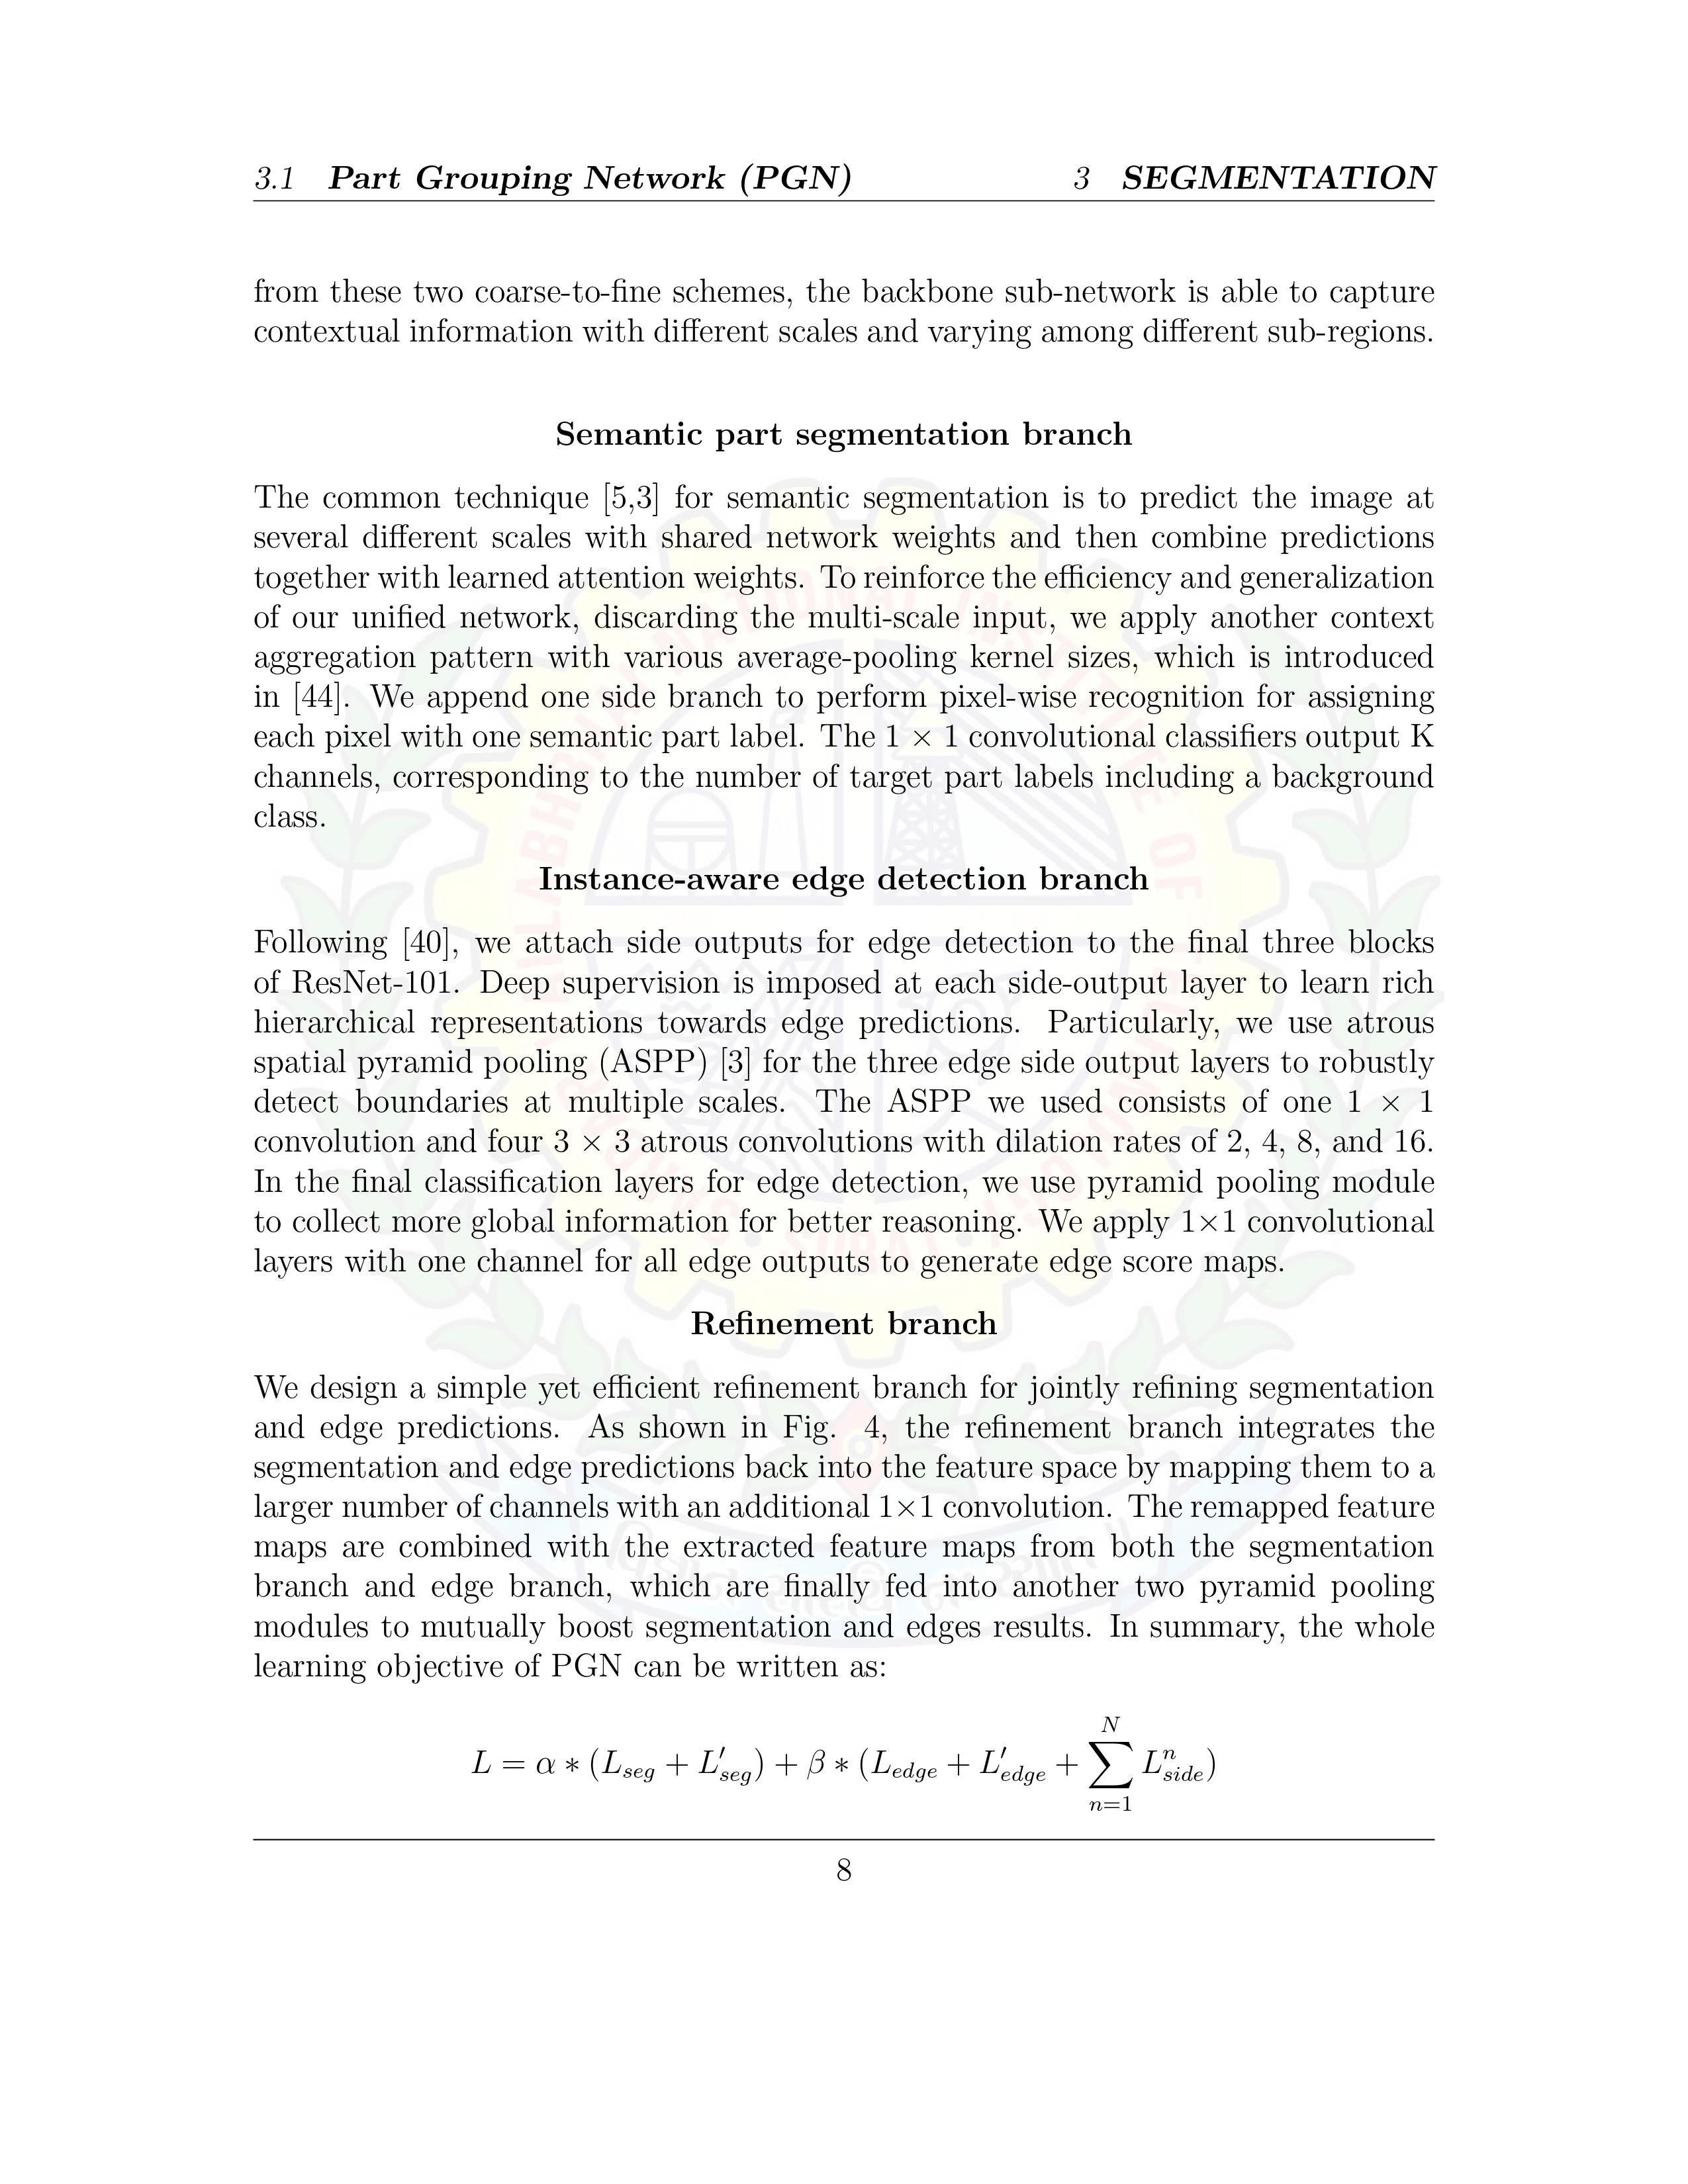 3.1 Part Grouping Network (PGN) 3 SEGMENTATION
from these two coarse-to-fine schemes, the backbone sub-network is able to capture
contextual information with different scales and varying among different sub-regions.
Semantic part segmentation branch
The common technique [5,3] for semantic segmentation is to predict the image at
several different scales with shared network weights and then combine predictions
together with learned attention weights. To reinforce the efficiency and generalization
of our unified network, discarding the multi-scale input, we apply another context
aggregation pattern with various average-pooling kernel sizes, which is introduced
in [44]. We append one side branch to perform pixel-wise recognition for assigning
each pixel with one semantic part label. The 1 × 1 convolutional classifiers output K
channels, corresponding to the number of target part labels including a background
class.
Instance-aware edge detection branch
Following [40], we attach side outputs for edge detection to the final three blocks
of ResNet-101. Deep supervision is imposed at each side-output layer to learn rich
hierarchical representations towards edge predictions. Particularly, we use atrous
spatial pyramid pooling (ASPP) [3] for the three edge side output layers to robustly
detect boundaries at multiple scales. The ASPP we used consists of one 1 × 1
convolution and four 3 × 3 atrous convolutions with dilation rates of 2, 4, 8, and 16.
In the final classification layers for edge detection, we use pyramid pooling module
to collect more global information for better reasoning. We apply 1×1 convolutional
layers with one channel for all edge outputs to generate edge score maps.
Refinement branch
We design a simple yet efficient refinement branch for jointly refining segmentation
and edge predictions. As shown in Fig. 4, the refinement branch integrates the
segmentation and edge predictions back into the feature space by mapping them to a
larger number of channels with an additional 1×1 convolution. The remapped feature
maps are combined with the extracted feature maps from both the segmentation
branch and edge branch, which are finally fed into another two pyramid pooling
modules to mutually boost segmentation and edges results. In summary, the whole
learning objective of PGN can be written as:
L = α ∗ (L_seg + L′_seg) + β ∗ (L_edge + L′_edge + ∑_{n=1}^{N} L^n_side)
8